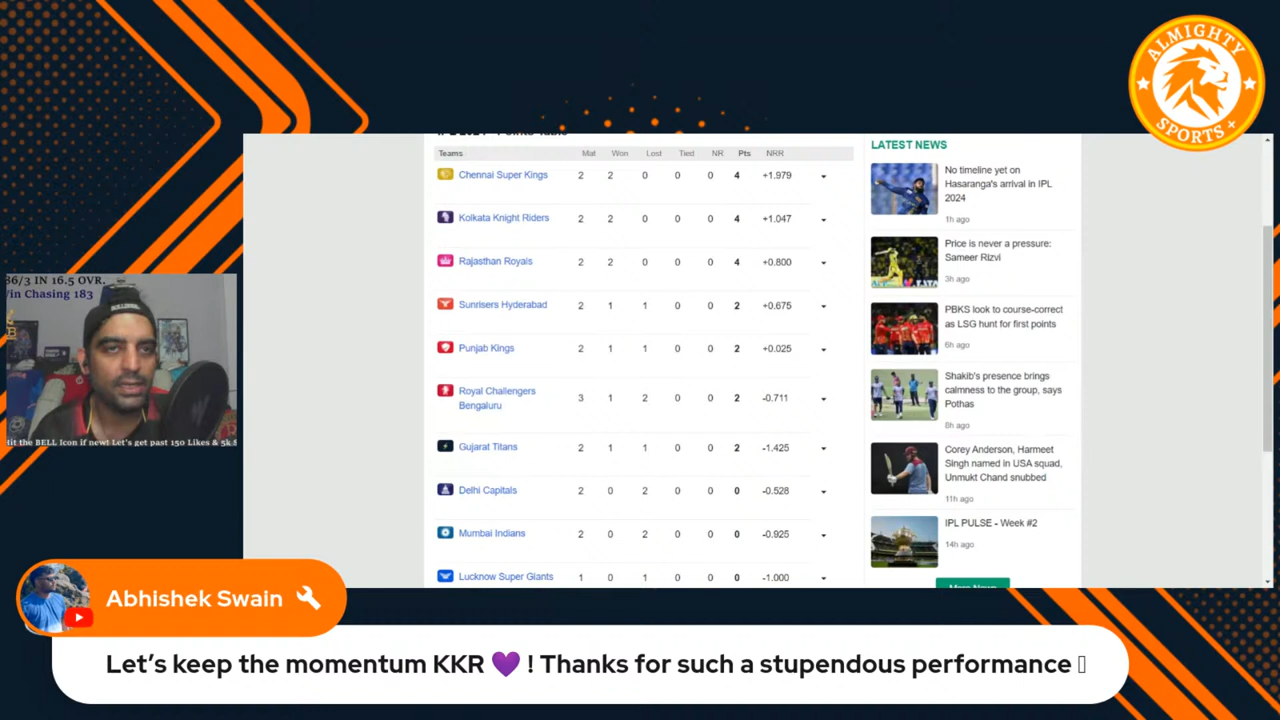 ALMIGHTY
SPORTS+
Teams Mat Won Lost Tied NR Pts NRR
Chennai Super Kings 2 2 0 0 0 4 +1.979
Kolkata Knight Riders 2 2 0 0 0 4 +1.047
Rajasthan Royals 2 2 0 0 0 4 +0.800
Sunrisers Hyderabad 2 1 1 0 0 2 +0.675
Punjab Kings 2 1 1 0 0 2 +0.025
Royal Challengers
Bengaluru 3 1 2 0 0 2 -0.711
Gujarat Titans 2 1 1 0 0 2 -1.425
Delhi Capitals 2 0 2 0 0 0 -0.528
Mumbai Indians 2 0 2 0 0 0 -0.925
Lucknow Super Giants 1 0 1 0 0 0 -1.000
LATEST NEWS
No timeline yet on
Hasaranga's arrival in IPL
2024
1h ago
Price is never a pressure:
Sameer Rizvi
3h ago
PBKS look to course-correct
as LSG hunt for first points
6h ago
Shakib's presence brings
calmness to the group, says
Pothas
8h ago
Corey Anderson, Harmeet
Singh named in USA squad,
Unmukt Chand snubbed
11h ago
IPL PULSE - Week #2
14h ago
86/3 IN 16.5 OVR.
Chasing 183
the BELL Icon if new! Let's get past 150 Likes & 5k
Abhishek Swain
Let's keep the momentum KKR 💜 ! Thanks for such a stupendous performance